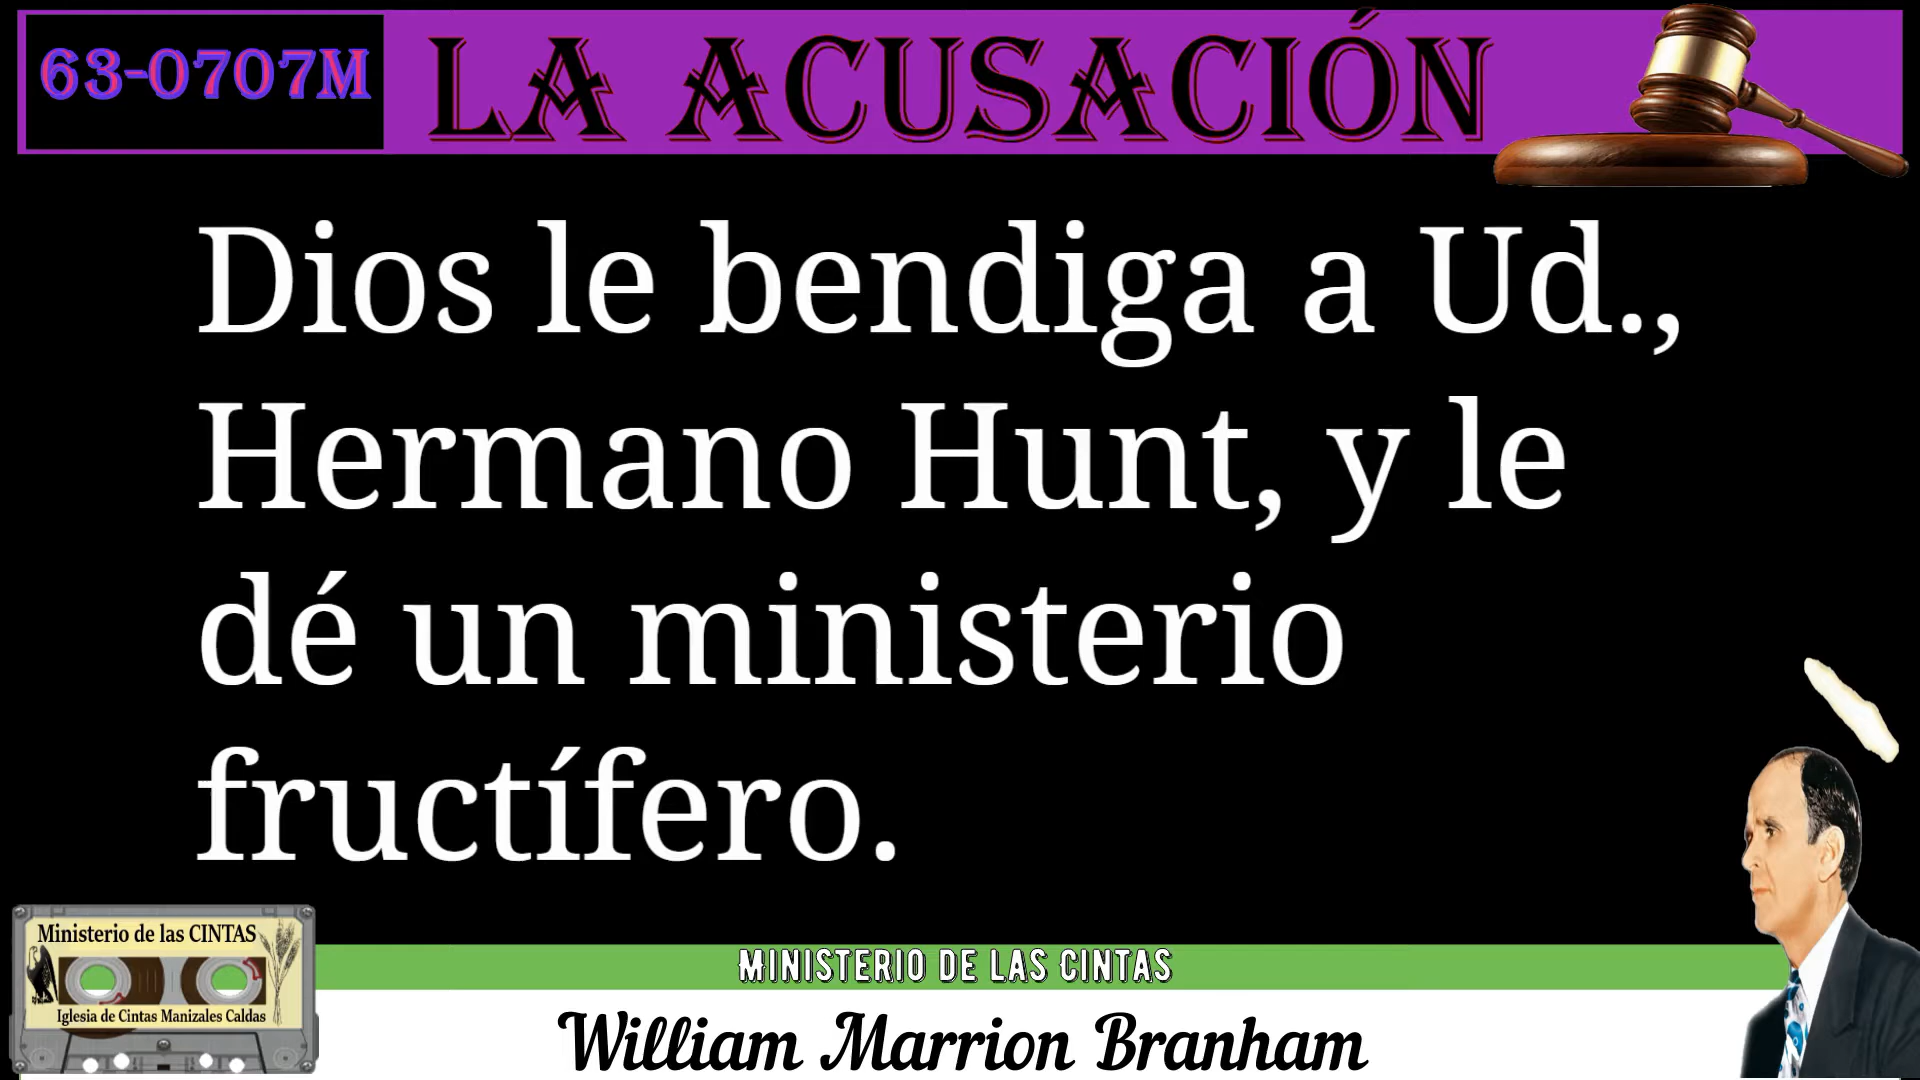 63-0707M
LA ACUSACIÓN
Dios le bendiga a Ud.,
Hermano Hunt, y le
dé un ministerio
fructífero.
Ministerio de las CINTAS
Iglesia de Cintas Manizales Caldas
MINISTERIO DE LAS CINTAS
William Marrion Branham